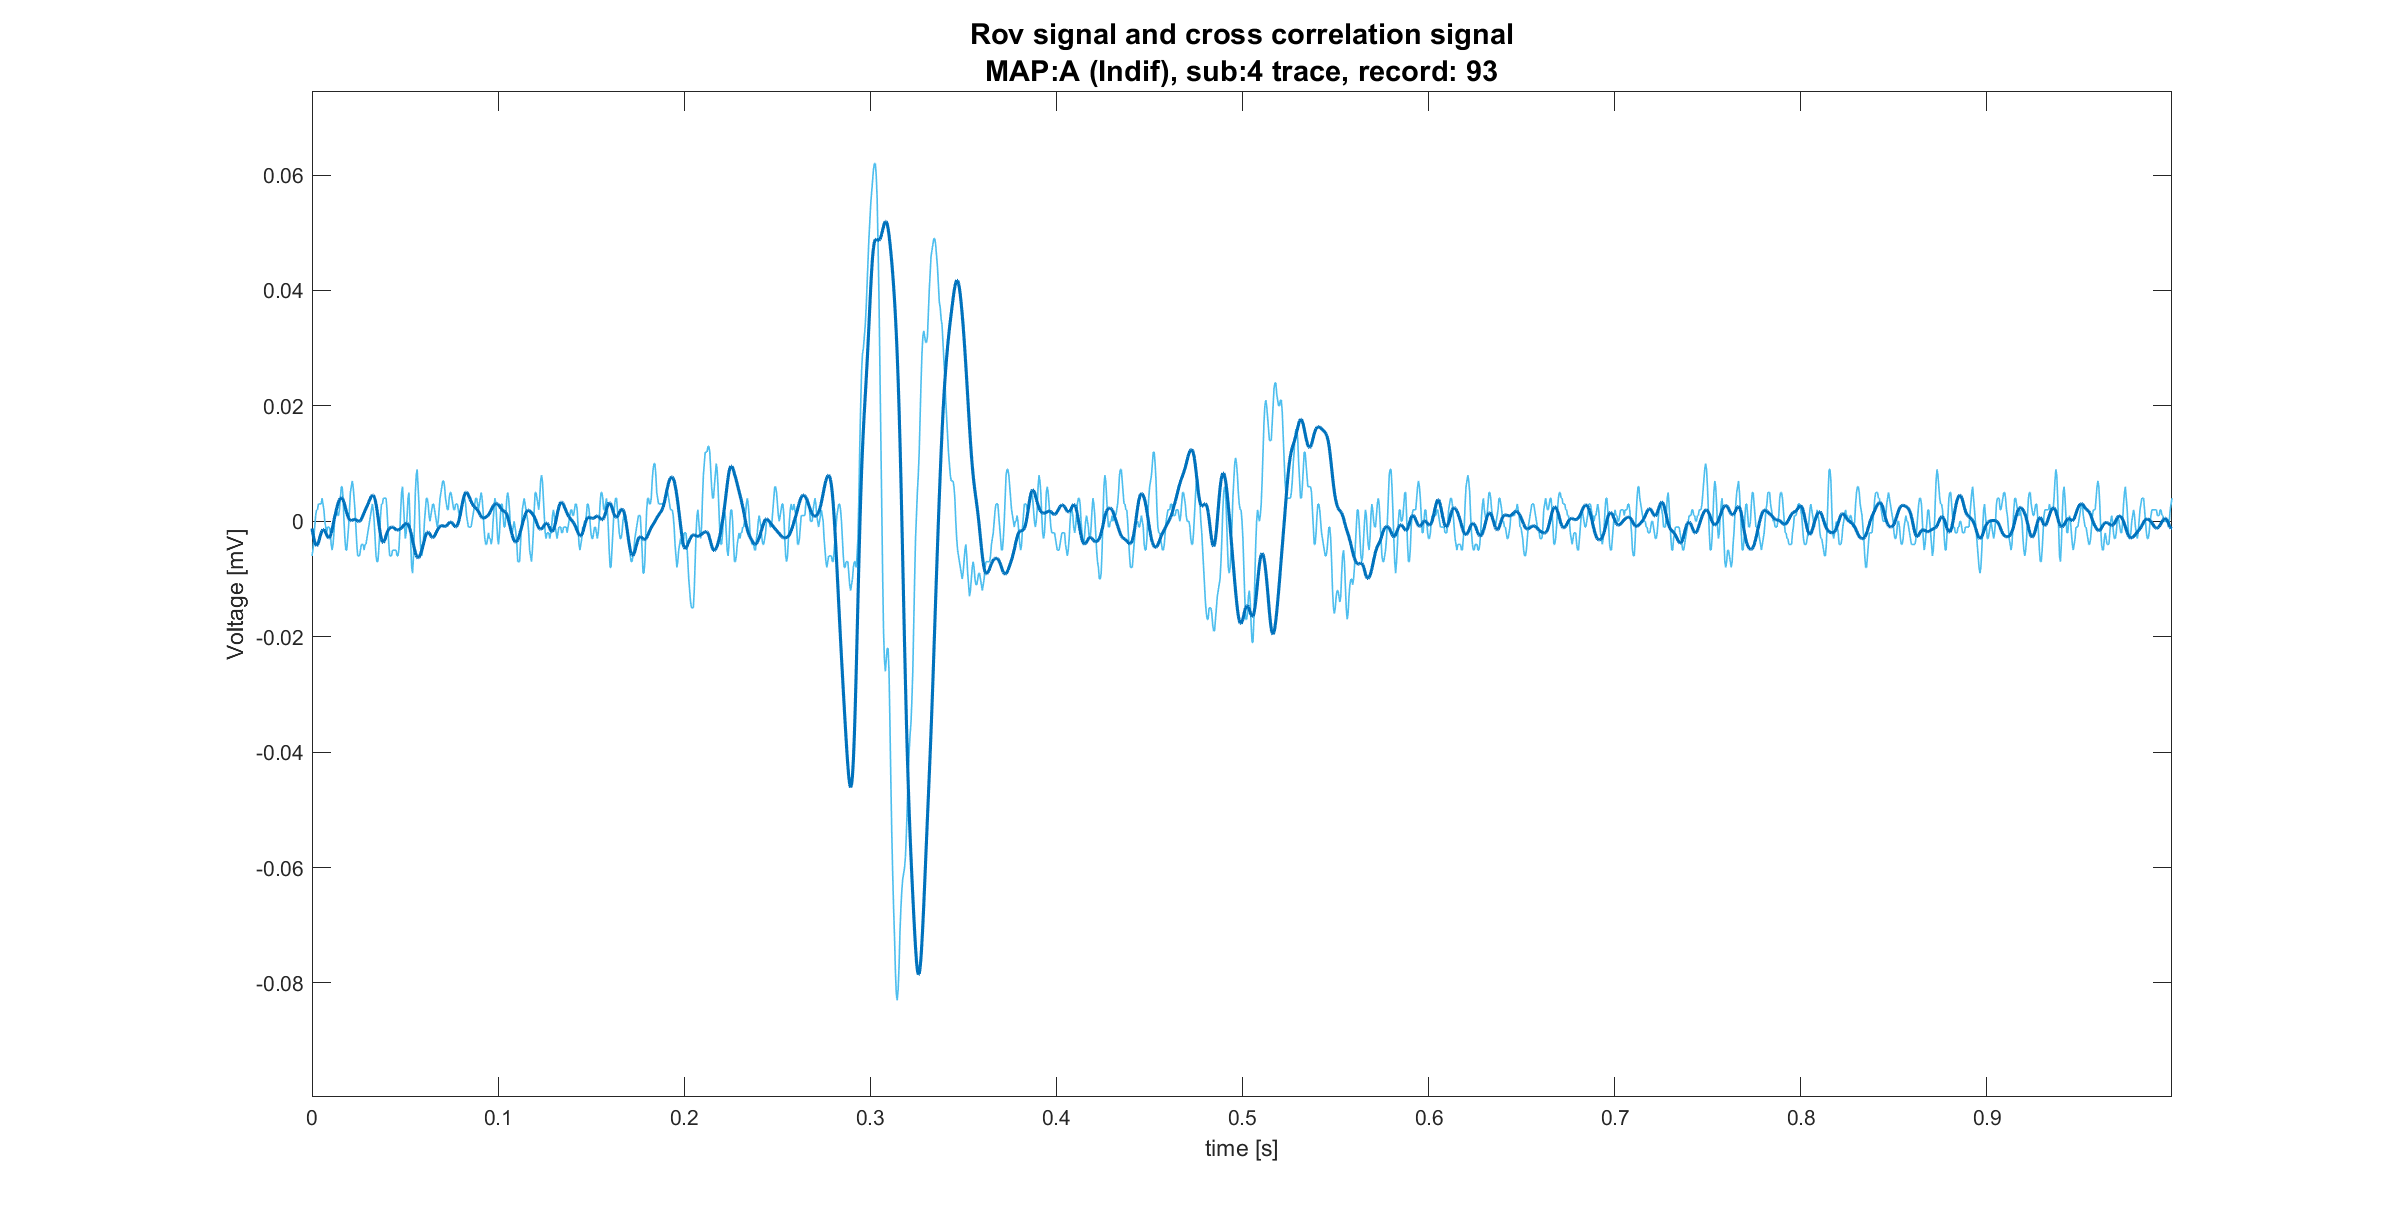 Rov signal and cross correlation signal
MAP:A (Indif), sub:4 trace, record: 93
0.06
0.04
0.02
0
-0.02
-0.04
-0.06
-0.08
Voltage [mV]
0 0.1 0.2 0.3 0.4 0.5 0.6 0.7 0.8 0.9
time [s]